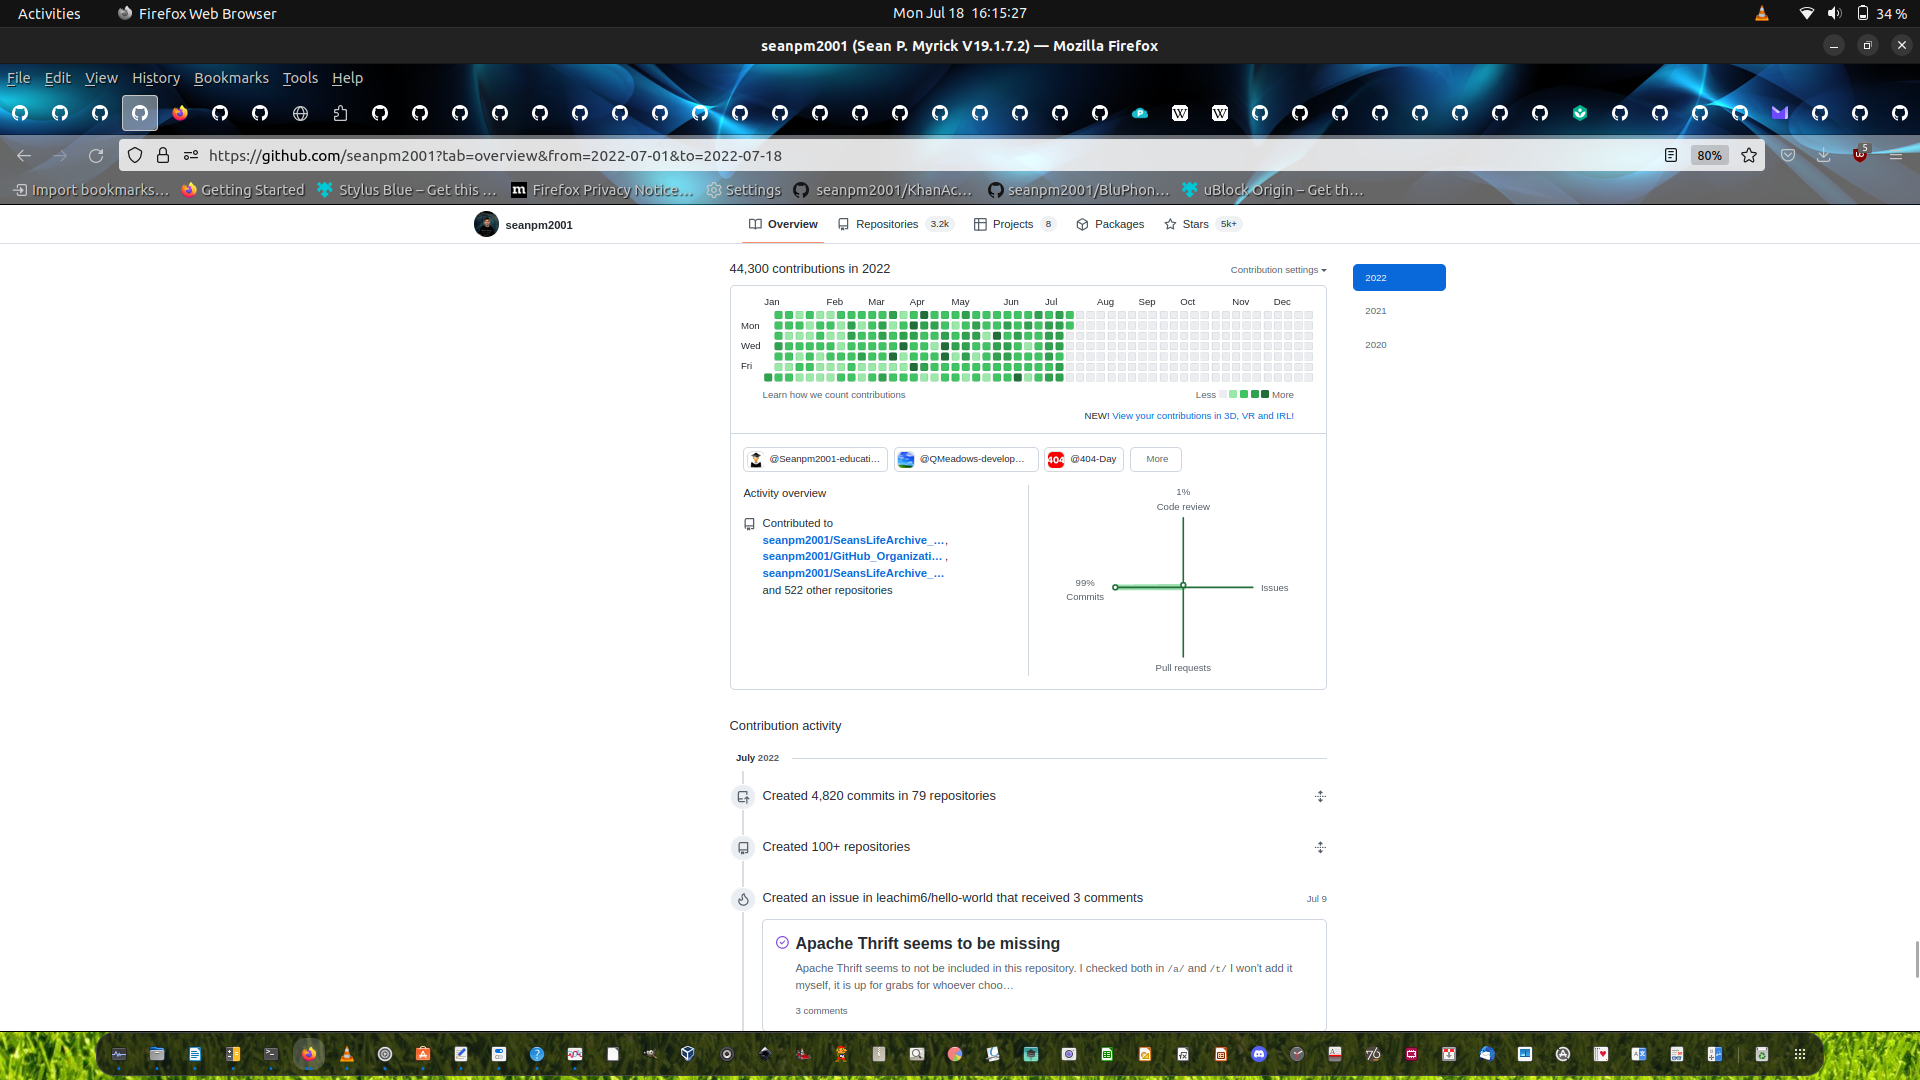 Activities Firefox Web Browser Mon Jul 18 16:15:27 34 %
seanpm2001 (Sean P. Myrick V19.1.7.2) — Mozilla Firefox
File Edit View History Bookmarks Tools Help
https://github.com/seanpm2001?tab=overview&from=2022-07-01&to=2022-07-18 80% 5
Import bookmarks… Getting Started Stylus Blue – Get this … Firefox Privacy Notice… Settings seanpm2001/KhanAc… seanpm2001/BluPhon… uBlock Origin – Get th…
seanpm2001 Overview Repositories 3.2k Projects 8 Packages Stars 5k+
44,300 contributions in 2022 Contribution settings 2022
Jan Feb Mar Apr May Jun Jul Aug Sep Oct Nov Dec
2021
Mon
Wed
2020
Fri
Learn how we count contributions Less More
NEW! View your contributions in 3D, VR and IRL!
@Seanpm2001-educati… @QMeadows-develop… 404 @404-Day More
Activity overview
1%
Code review
Contributed to
seanpm2001/SeansLifeArchive_… ,
seanpm2001/GitHub_Organizati… ,
seanpm2001/SeansLifeArchive_…
and 522 other repositories
99%
Commits
Issues
Pull requests
Contribution activity
July 2022
Created 4,820 commits in 79 repositories
Created 100+ repositories
Created an issue in leachim6/hello-world that received 3 comments Jul 9
Apache Thrift seems to be missing
Apache Thrift seems to not be included in this repository. I checked both in /a/ and /t/ I won't add it
myself, it is up for grabs for whoever choo…
3 comments